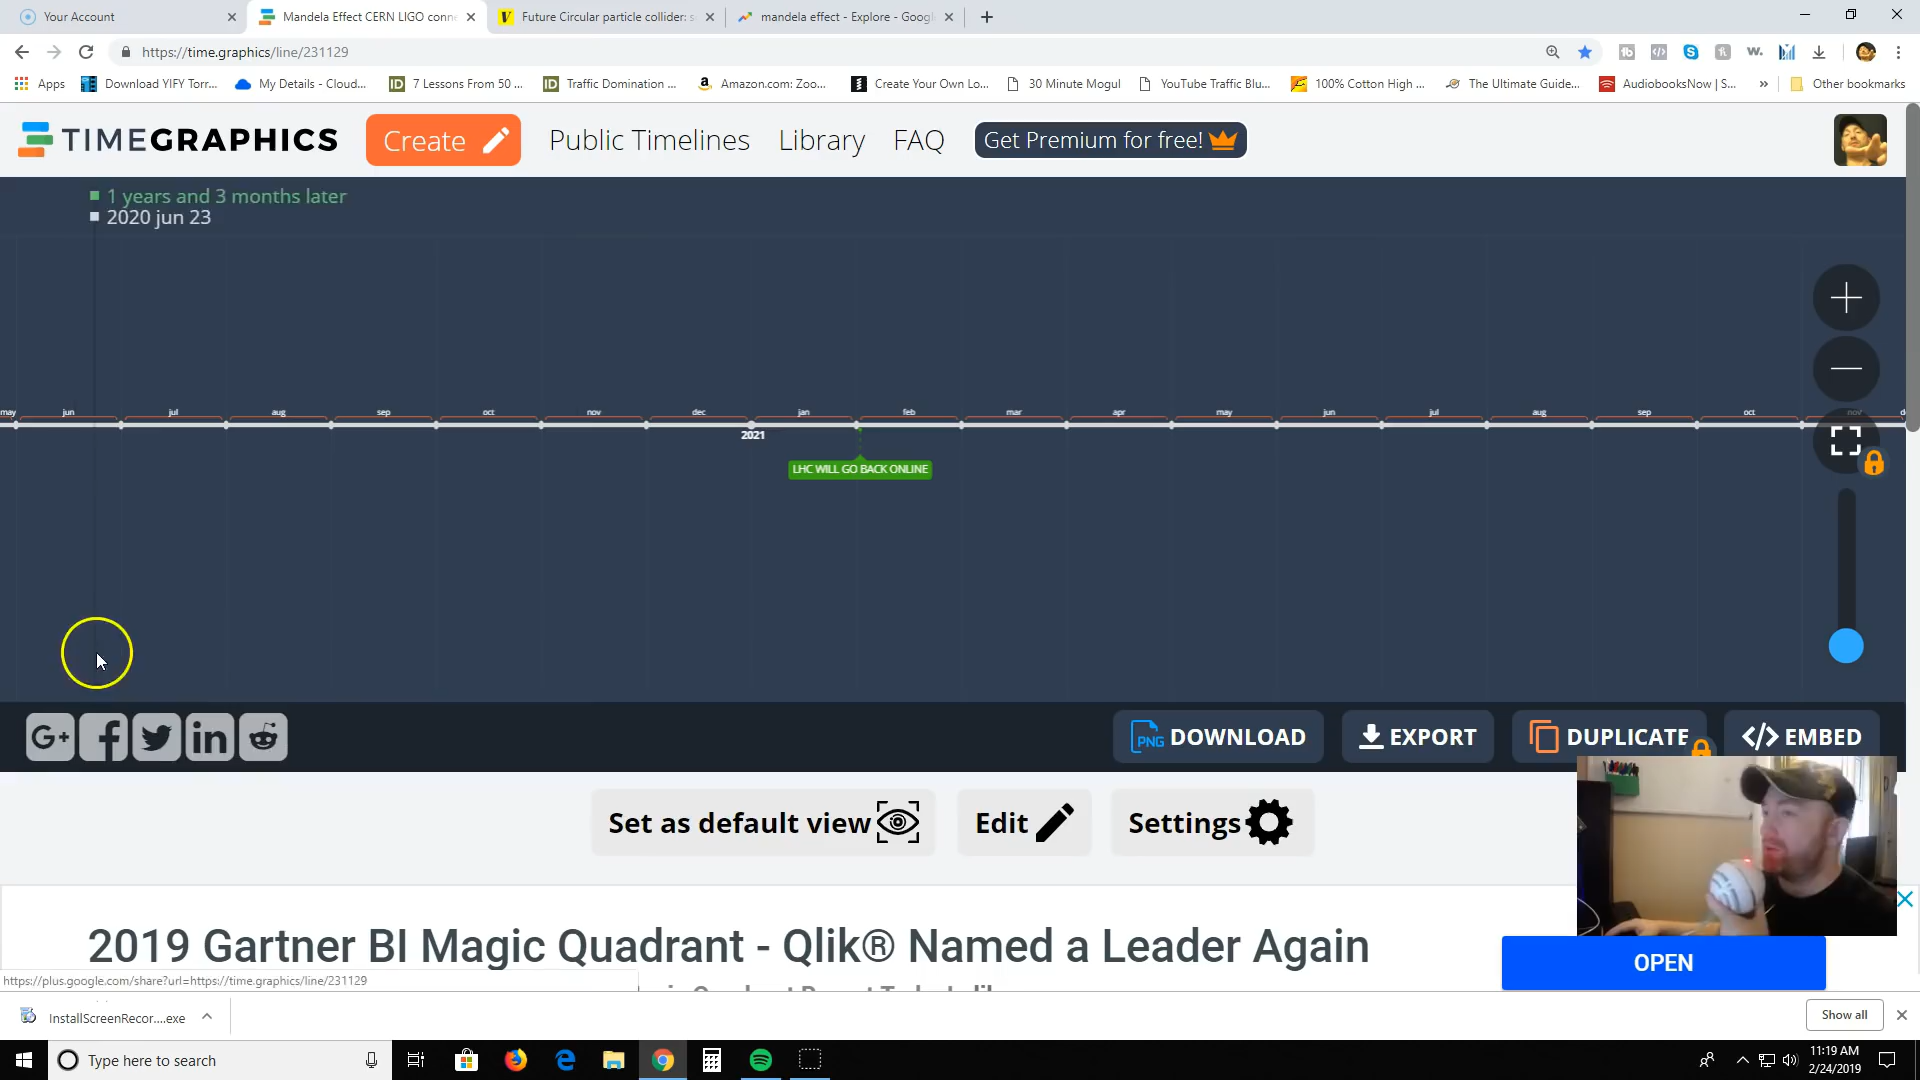 Your Account
Mandela Effect CERN LIGO conne
Future Circular particle collider: s
mandela effect - Explore - Googl
https://time.graphics/line/231129
Apps
Download YIFY Torr...
My Details - Cloud...
7 Lessons From 50 ...
Traffic Domination ...
Amazon.com: Zoo...
Create Your Own Lo...
30 Minute Mogul
YouTube Traffic Blu...
100% Cotton High ...
The Ultimate Guide...
AudiobooksNow | S...
»
Other bookmarks
TIMEGRAPHICS
Create
Public Timelines
Library
FAQ
Get Premium for free!
1 years and 3 months later
2020 jun 23
may jun jul aug sep oct nov dec jan feb mar apr may jun jul aug sep oct nov d
2021
LHC WILL GO BACK ONLINE
G+ f in
PNG DOWNLOAD
EXPORT
DUPLICATE
</> EMBED
Set as default view
Edit
Settings
2019 Gartner BI Magic Quadrant - Qlik® Named a Leader Again
OPEN
https://plus.google.com/share?url=https://time.graphics/line/231129
InstallScreenRecor....exe
Show all
Type here to search
11:19 AM
2/24/2019